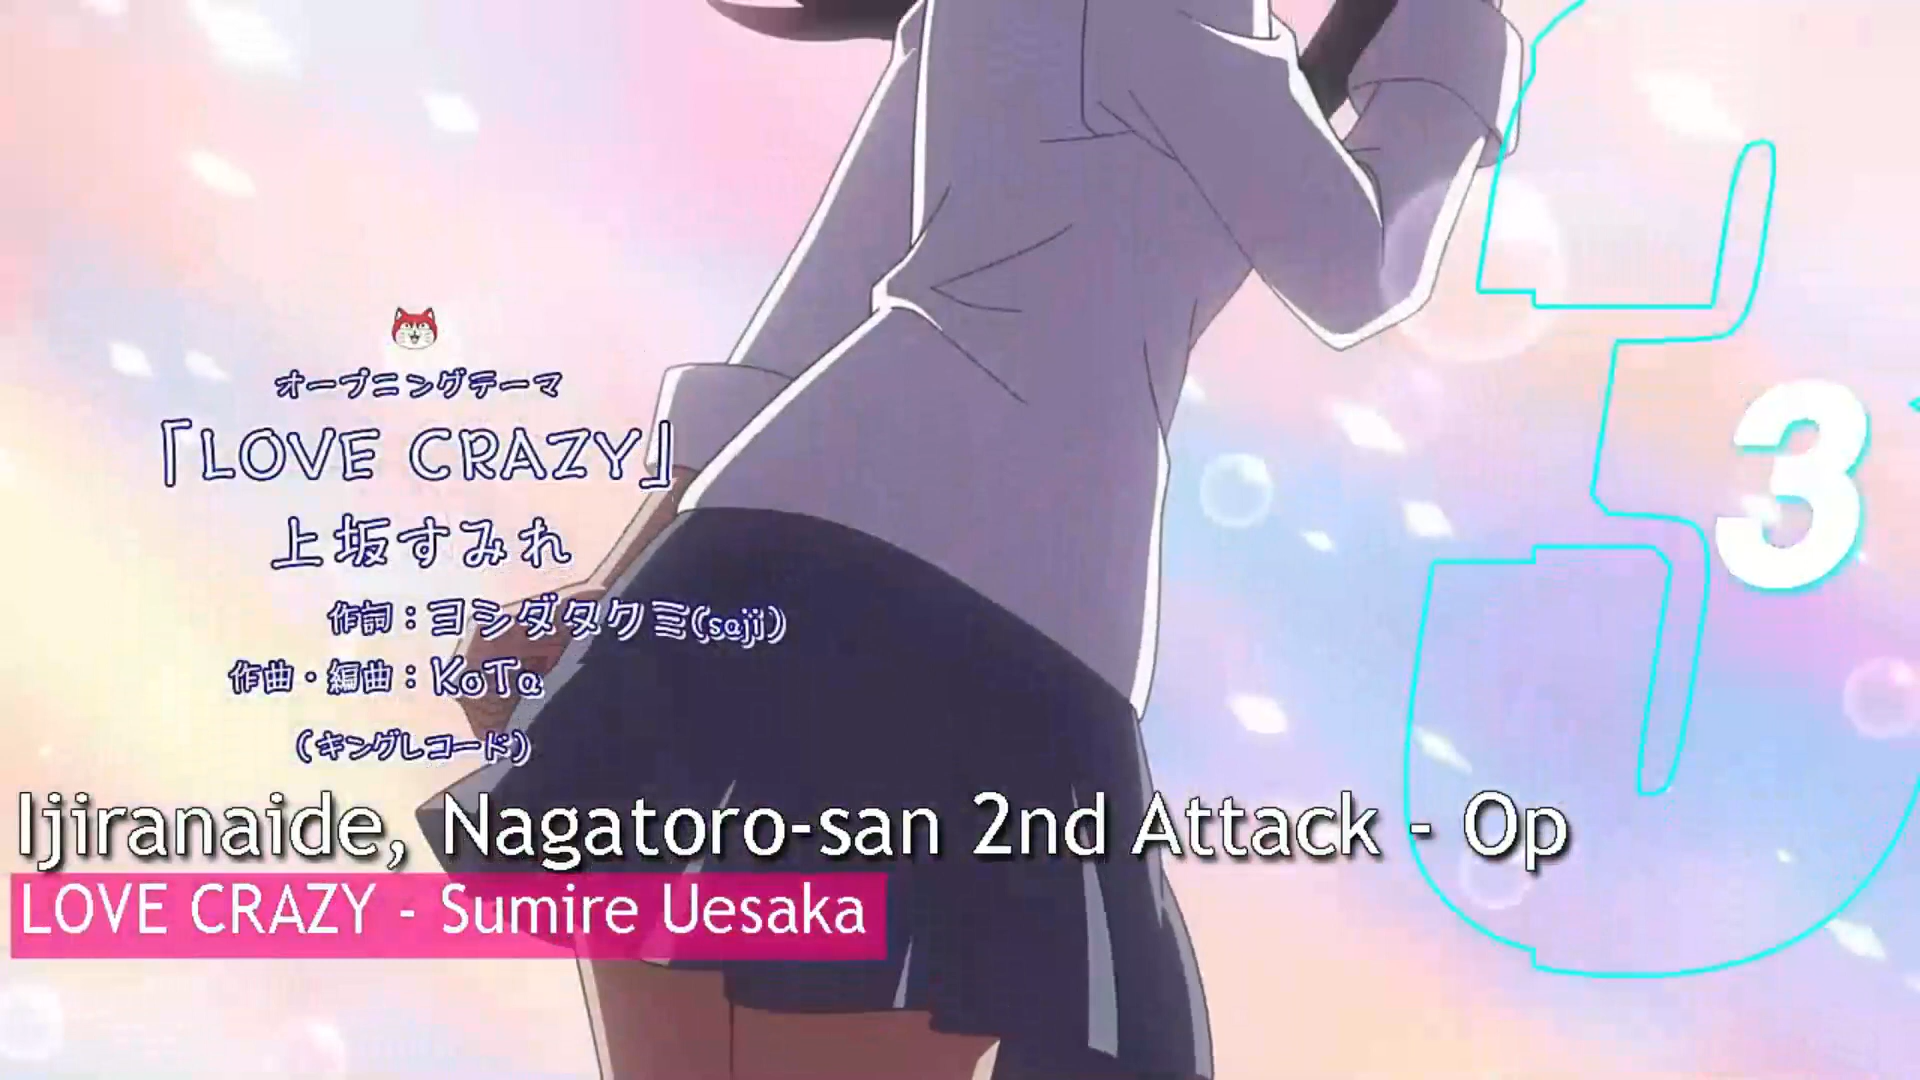 オープニングテーマ
「LOVE CRAZY」
上坂すみれ
作詞：ヨシダタクミ(saji)
作曲・編曲：KoTa
（キングレコード）
3
Ijiranaide, Nagatoro-san 2nd Attack - Op
LOVE CRAZY - Sumire Uesaka